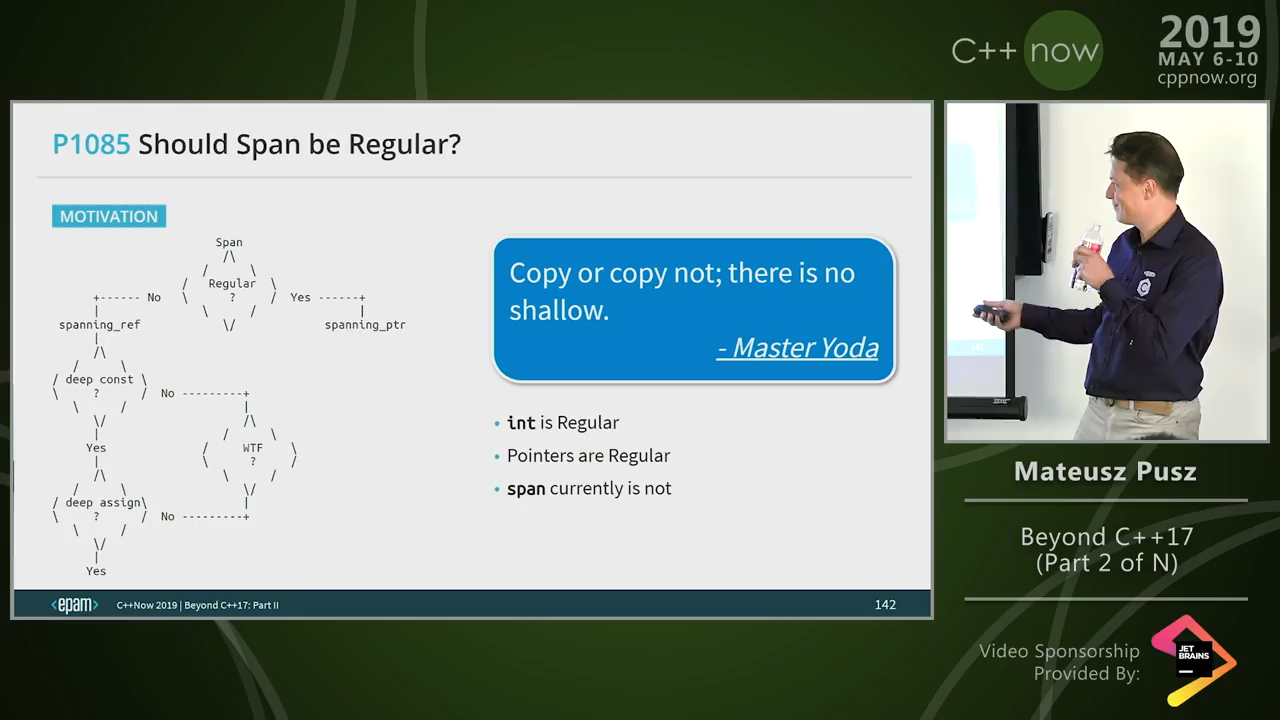 C++ now
2019
MAY 6-10
cppnow.org
P1085 Should Span be Regular?
MOTIVATION
Span
/\
/ \
/ Regular \
+------ No \ ? / Yes ------+
| \ / |
spanning_ref \/ spanning_ptr
|
/\
/ \
/ deep const \
\ ? / No ---------+
\ / |
\/ /\
| / \
Yes / WTF \
| \ ? /
/\ \ /
/ \ \/
/ deep assign\ |
\ ? / No ---------+
\ /
\/
|
Yes
Copy or copy not; there is no
shallow.
- Master Yoda
• int is Regular
• Pointers are Regular
• span currently is not
<epam> C++Now 2019 | Beyond C++17: Part II 142
Mateusz Pusz
Beyond C++17
(Part 2 of N)
Video Sponsorship
Provided By:
JET
BRAINS